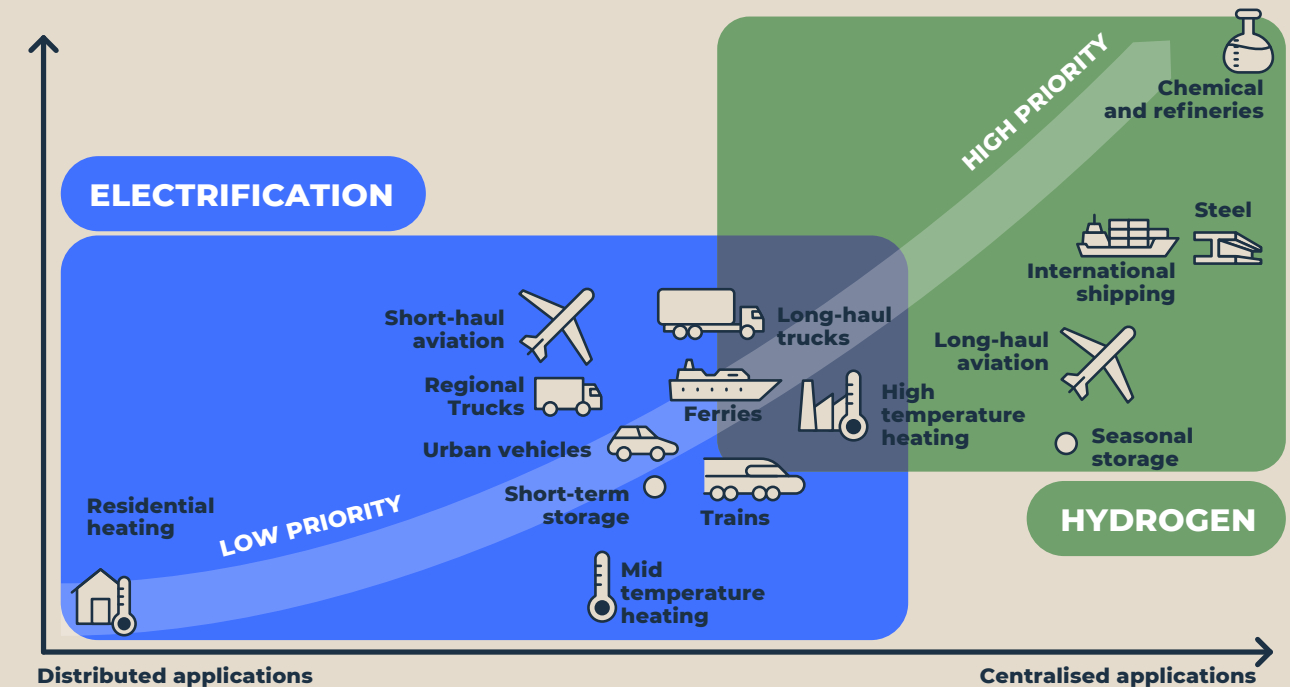 HIGH PRIORITY
Chemical
and refineries
ELECTRIFICATION
Steel
International
shipping
Short-haul
aviation
Long-haul
trucks
Long-haul
aviation
Regional
Trucks
Ferries
High
temperature
heating
Urban vehicles
Seasonal
storage
Short-term
storage
Trains
Residential
heating
LOW PRIORITY
HYDROGEN
Mid
temperature
heating
Distributed applications
Centralised applications